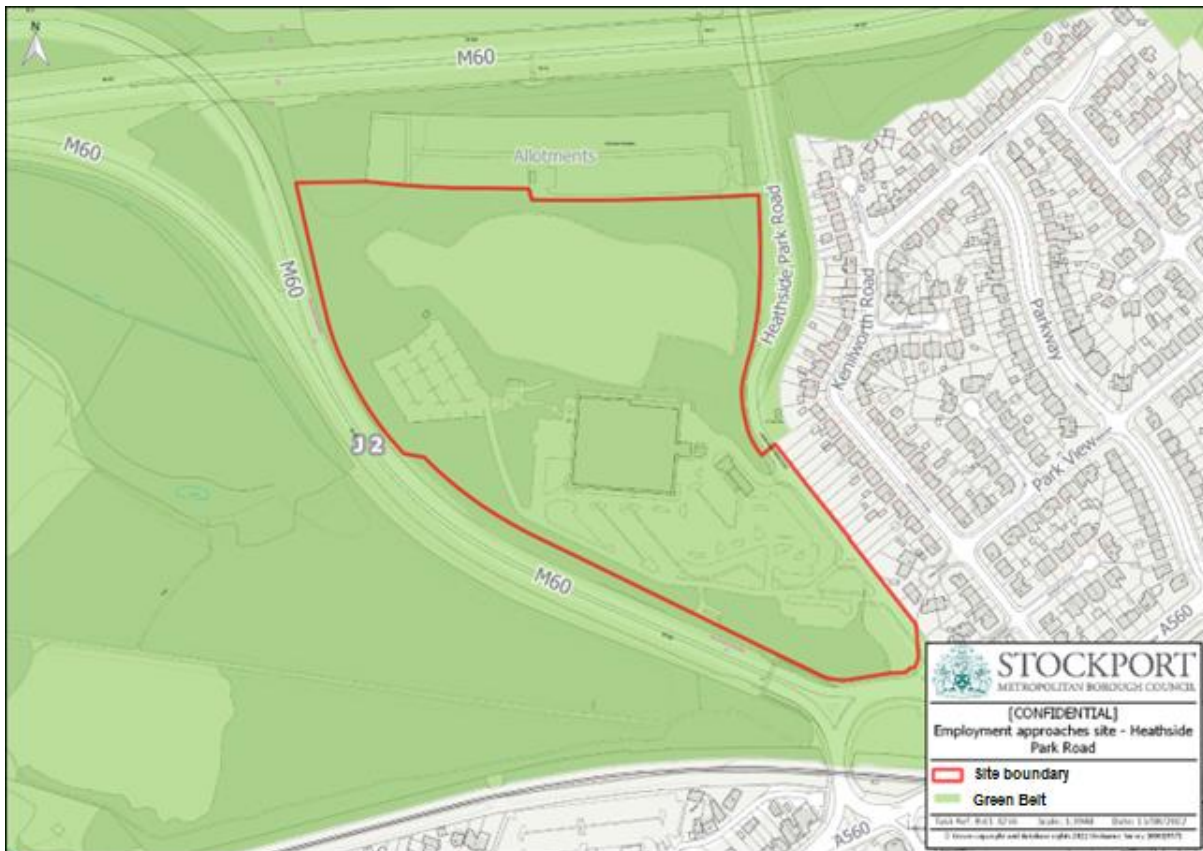 N
M60
M60
Allotments
Heathside Park Road
M60
Kenilworth Road
Parkway
J2
Park View
M60
A560
STOCKPORT
METROPOLITAN BOROUGH COUNCIL
[CONFIDENTIAL]
Employment approaches site - Heathside
Park Road
Site boundary
Green Belt
A560